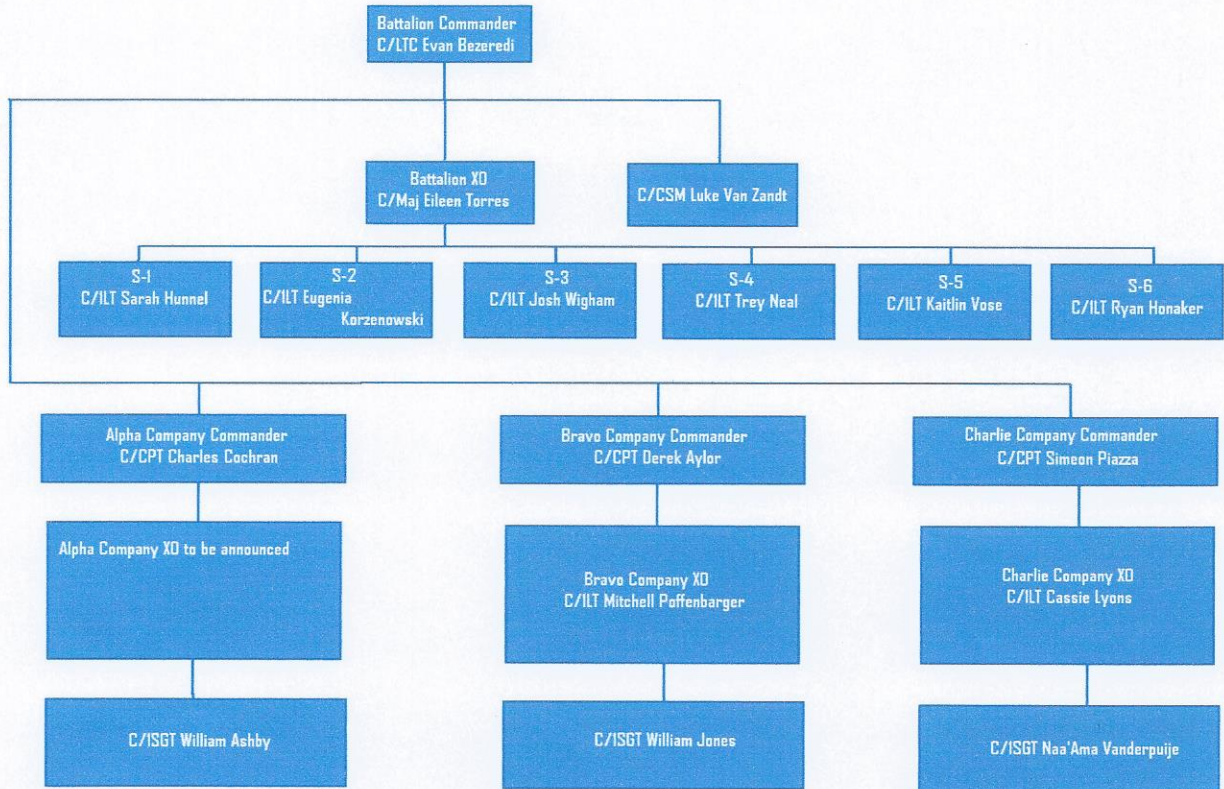 Battalion Commander
C/LTC Evan Bezeredi
Battalion XO
C/Maj Eileen Torres
C/CSM Luke Van Zandt
S-1
C/1LT Sarah Hunnel
S-2
C/1LT Eugenia
Korzenowski
S-3
C/1LT Josh Wigham
S-4
C/1LT Trey Neal
S-5
C/1LT Kaitlin Vose
S-6
C/1LT Ryan Honaker
Alpha Company Commander
C/CPT Charles Cochran
Bravo Company Commander
C/CPT Derek Aylor
Charlie Company Commander
C/CPT Simeon Piazza
Alpha Company XO to be announced
Bravo Company XO
C/1LT Mitchell Poffenbarger
Charlie Company XO
C/1LT Cassie Lyons
C/1SGT William Ashby
C/1SGT William Jones
C/1SGT Naa'Ama Vanderpuije